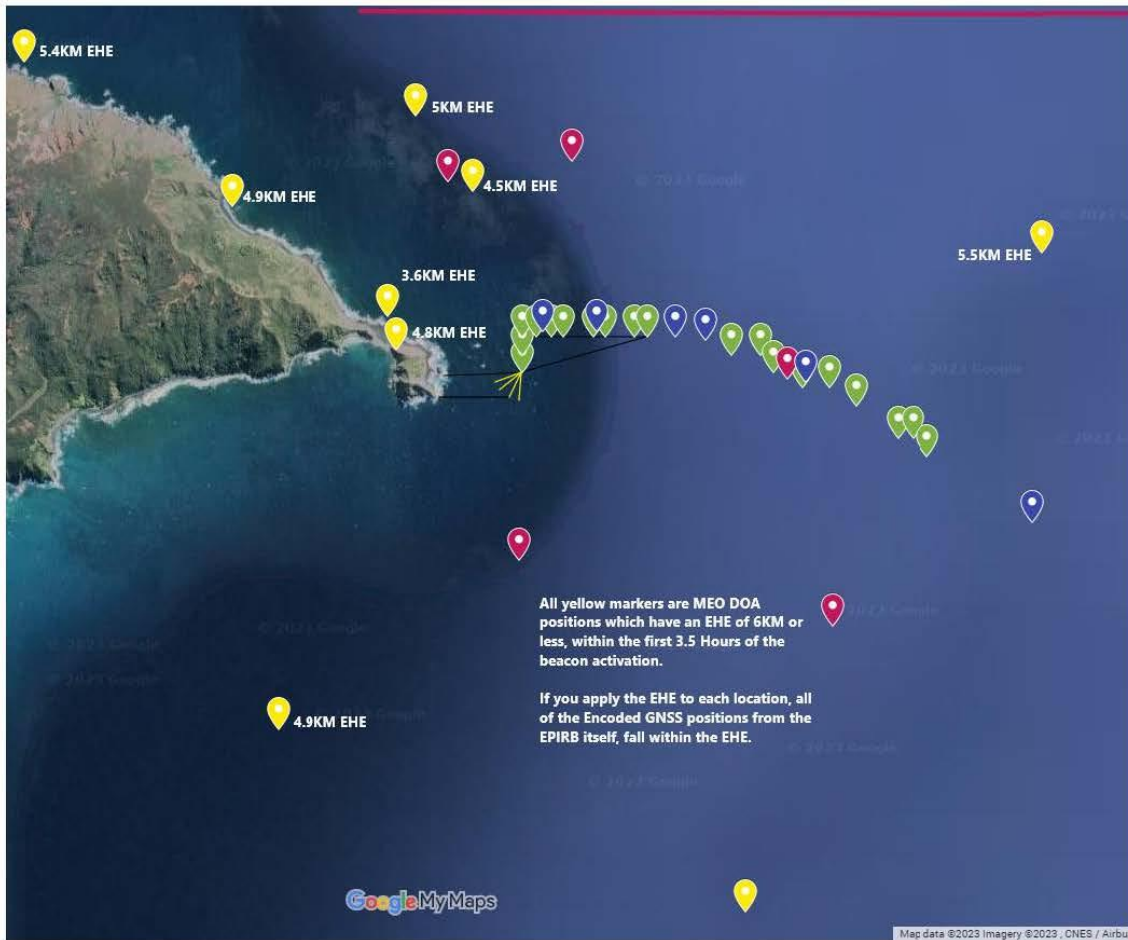 5.4KM EHE
5KM EHE
4.5KM EHE
4.9KM EHE
5.5KM EHE
3.6KM EHE
4.8KM EHE
All yellow markers are MEO DOA
positions which have an EHE of 6KM or
less, within the first 3.5 Hours of the
beacon activation.
If you apply the EHE to each location, all
of the Encoded GNSS positions from the
EPIRB itself, fall within the EHE.
4.9KM EHE
Google My Maps
Map data ©2023 Imagery ©2023 , CNES / Airbu